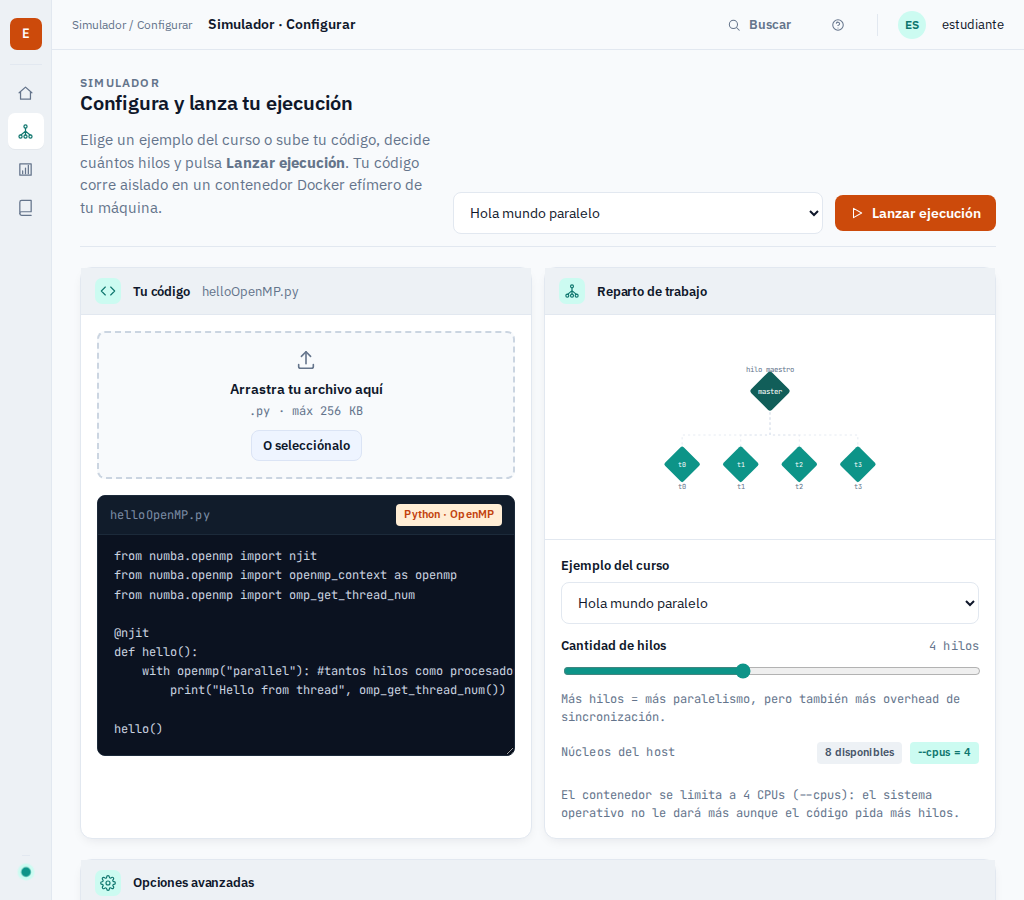 E
Simulador / Configurar
Simulador · Configurar
Buscar
ES
estudiante
SIMULADOR
Configura y lanza tu ejecución
Elige un ejemplo del curso o sube tu código, decide
cuántos hilos y pulsa Lanzar ejecución. Tu código
corre aislado en un contenedor Docker efímero de
tu máquina.
Hola mundo paralelo
Lanzar ejecución
Tu código helloOpenMP.py
Arrastra tu archivo aquí
.py · máx 256 KB
O selecciónalo
helloOpenMP.py
Python · OpenMP
from numba.openmp import njit
from numba.openmp import openmp_context as openmp
from numba.openmp import omp_get_thread_num
@njit
def hello():
with openmp("parallel"): #tantos hilos como procesado
print("Hello from thread", omp_get_thread_num())
hello()
Reparto de trabajo
hilo maestro
master
t0 t1 t2 t3
t0 t1 t2 t3
Ejemplo del curso
Hola mundo paralelo
Cantidad de hilos
4 hilos
Más hilos = más paralelismo, pero también más overhead de
sincronización.
Núcleos del host
8 disponibles
--cpus = 4
El contenedor se limita a 4 CPUs (--cpus): el sistema
operativo no le dará más aunque el código pida más hilos.
Opciones avanzadas